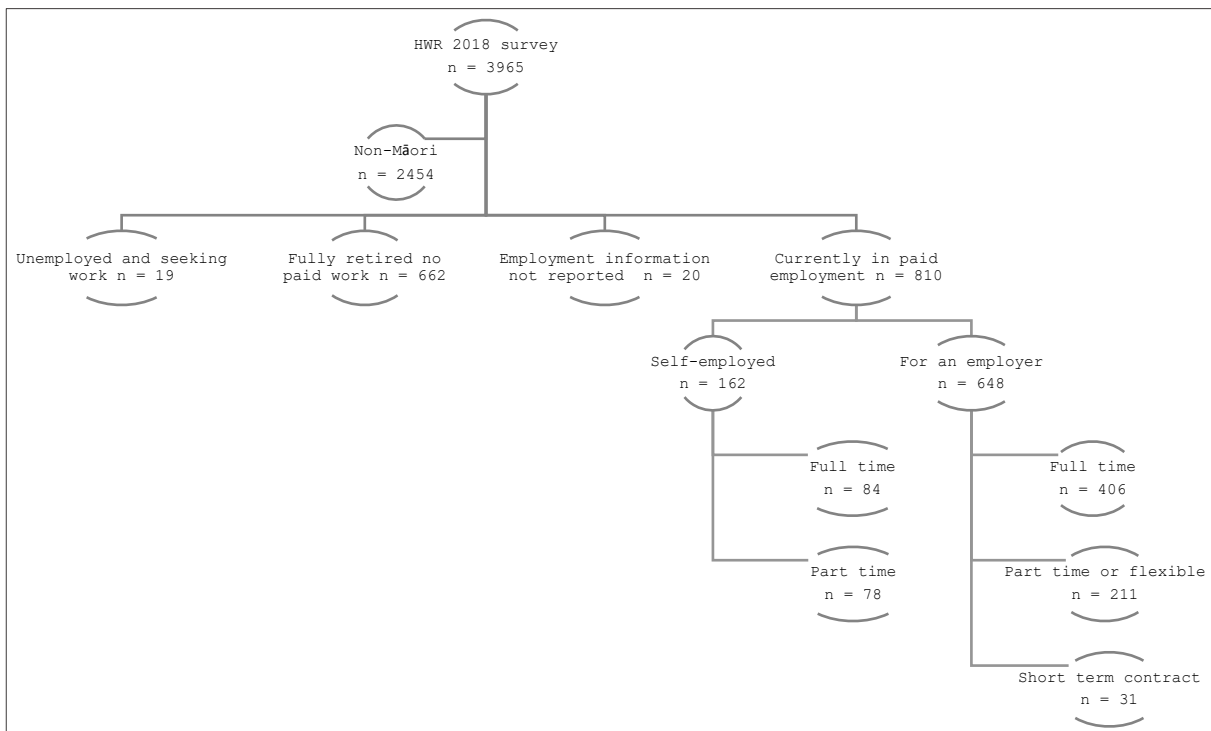 HWR 2018 survey
n = 3965
Non-Māori
n = 2454
Unemployed and seeking
work n = 19
Fully retired no
paid work n = 662
Employment information
not reported n = 20
Currently in paid
employment n = 810
Self-employed
n = 162
For an employer
n = 648
Full time
n = 84
Part time
n = 78
Full time
n = 406
Part time or flexible
n = 211
Short term contract
n = 31